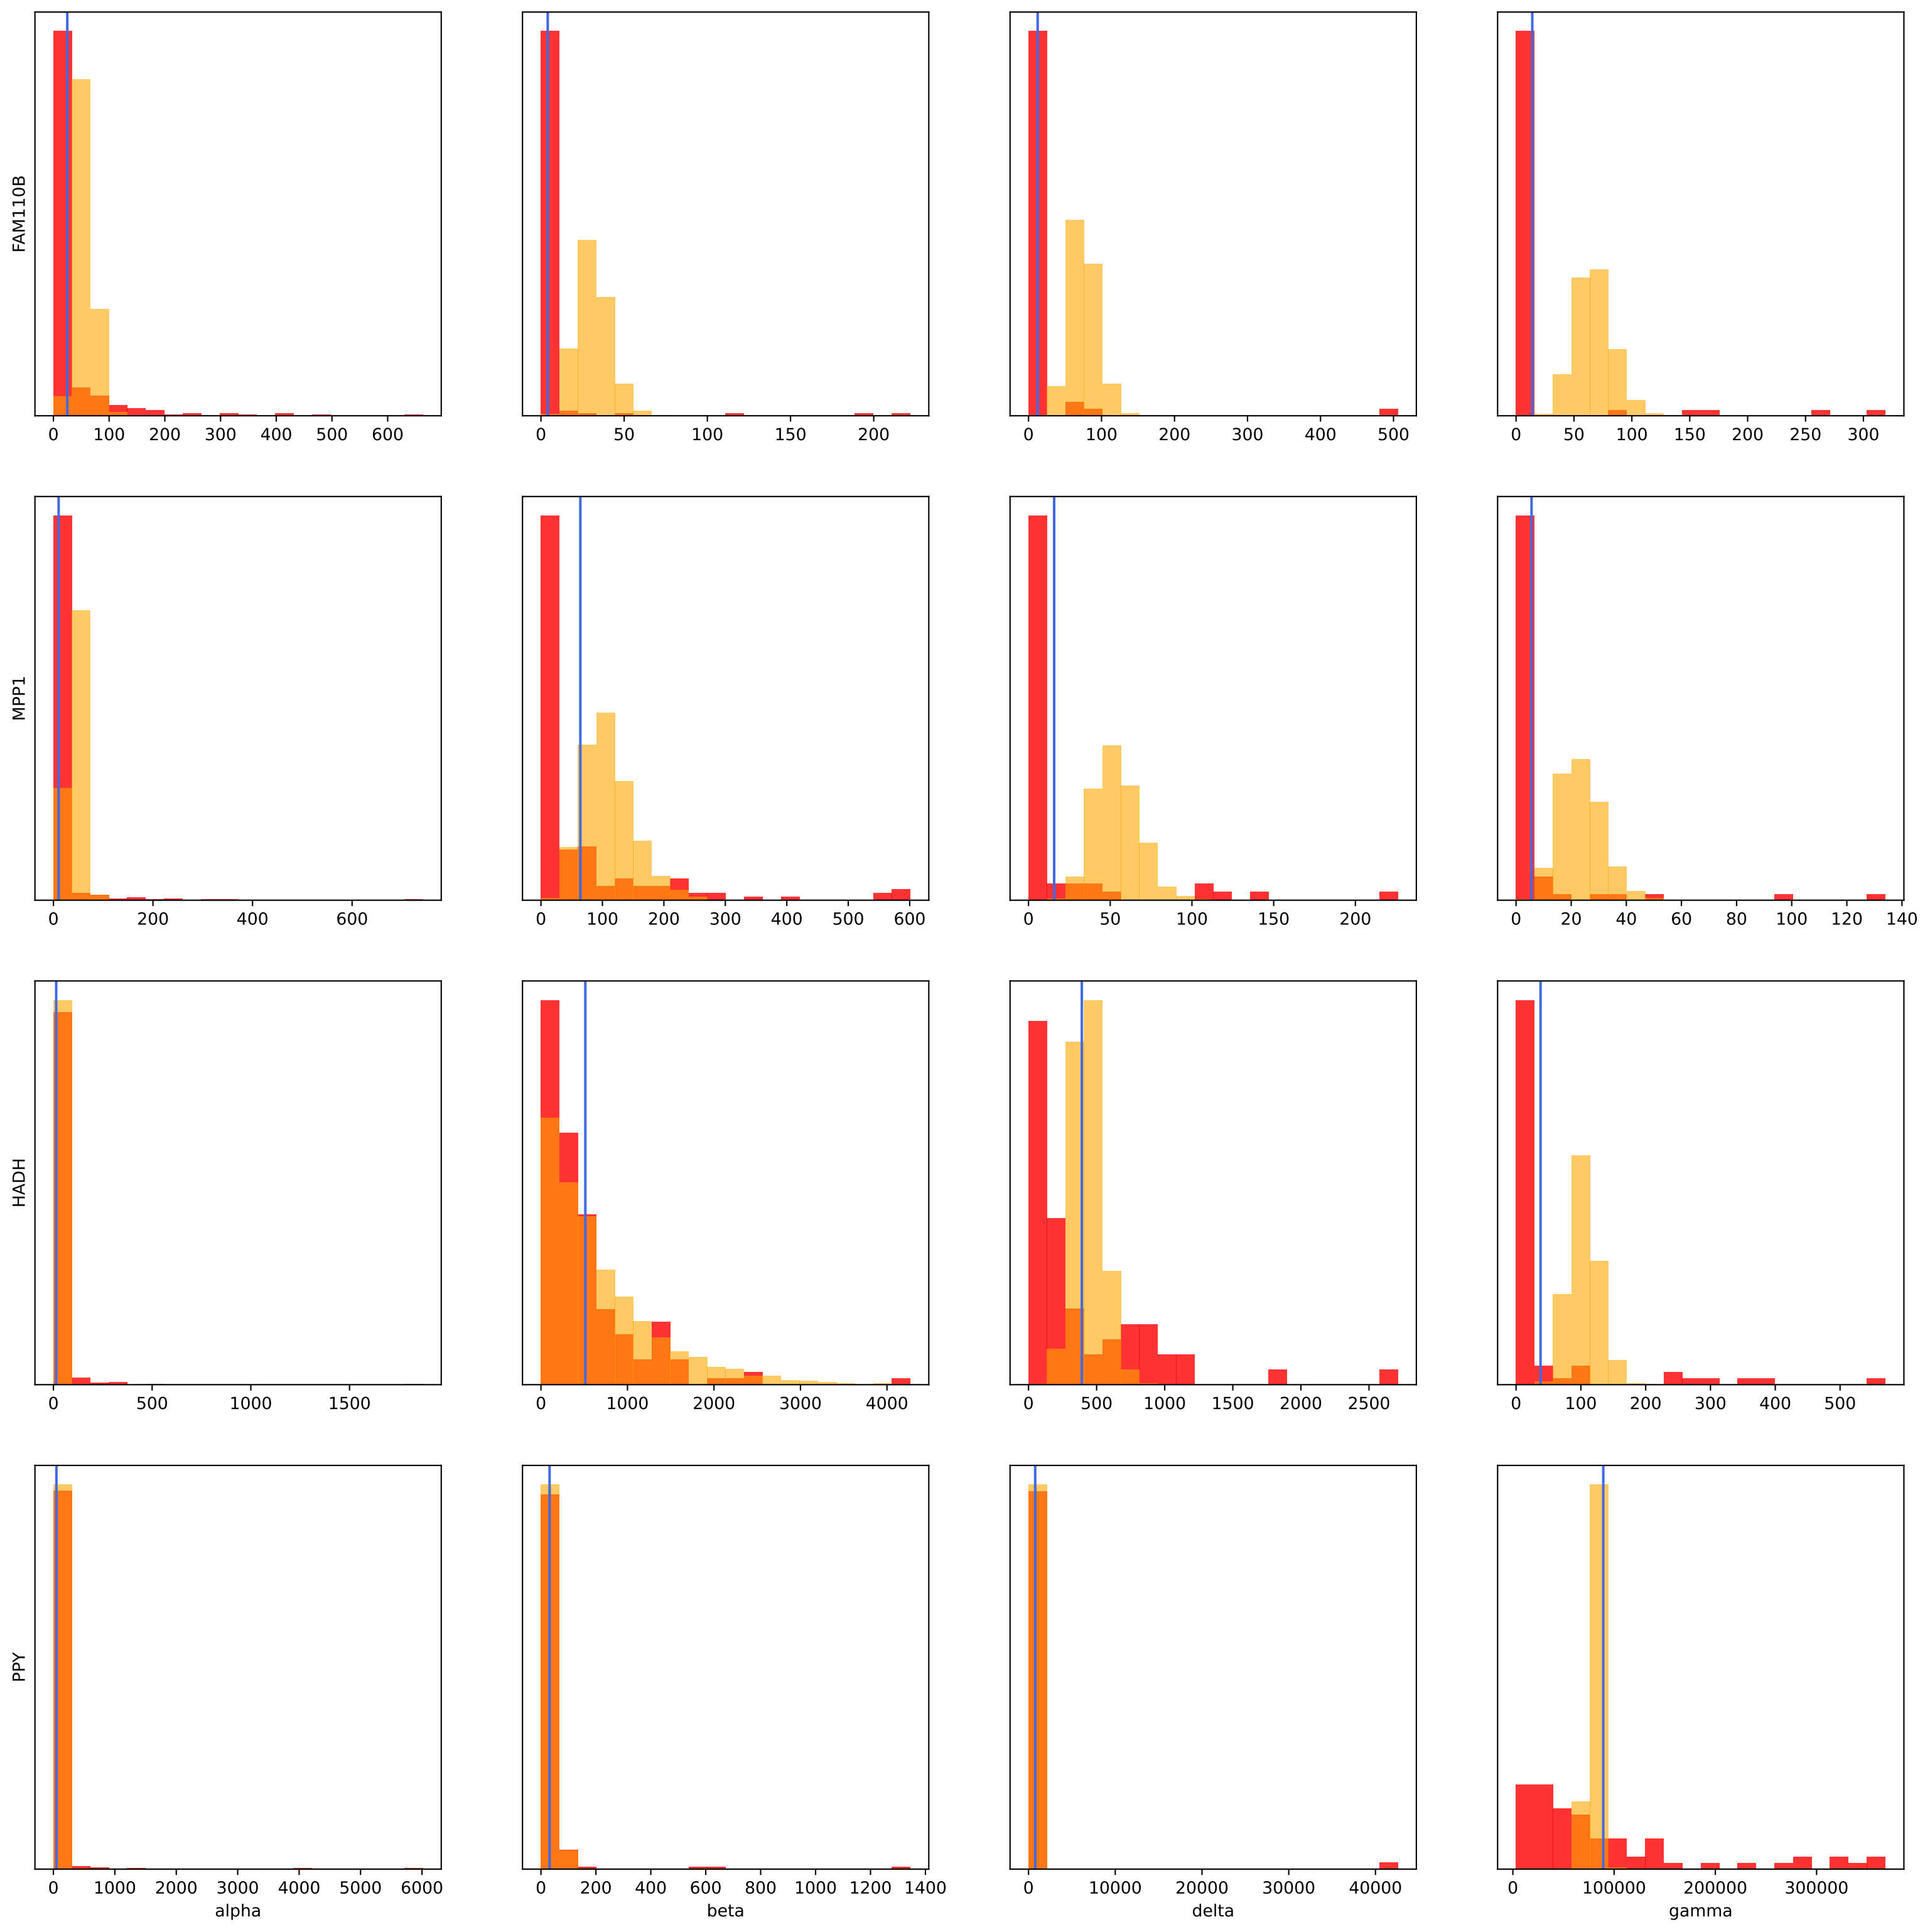 FAM110B
0 100 200 300 400 500 600
0 50 100 150 200
0 100 200 300 400 500
0 50 100 150 200 250 300
MPP1
0 200 400 600
0 100 200 300 400 500 600
0 50 100 150 200
0 20 40 60 80 100 120 140
HADH
0 500 1000 1500
0 1000 2000 3000 4000
0 500 1000 1500 2000 2500
0 100 200 300 400 500
PPY
0 1000 2000 3000 4000 5000 6000
alpha
0 200 400 600 800 1000 1200 1400
beta
0 10000 20000 30000 40000
delta
0 100000 200000 300000
gamma